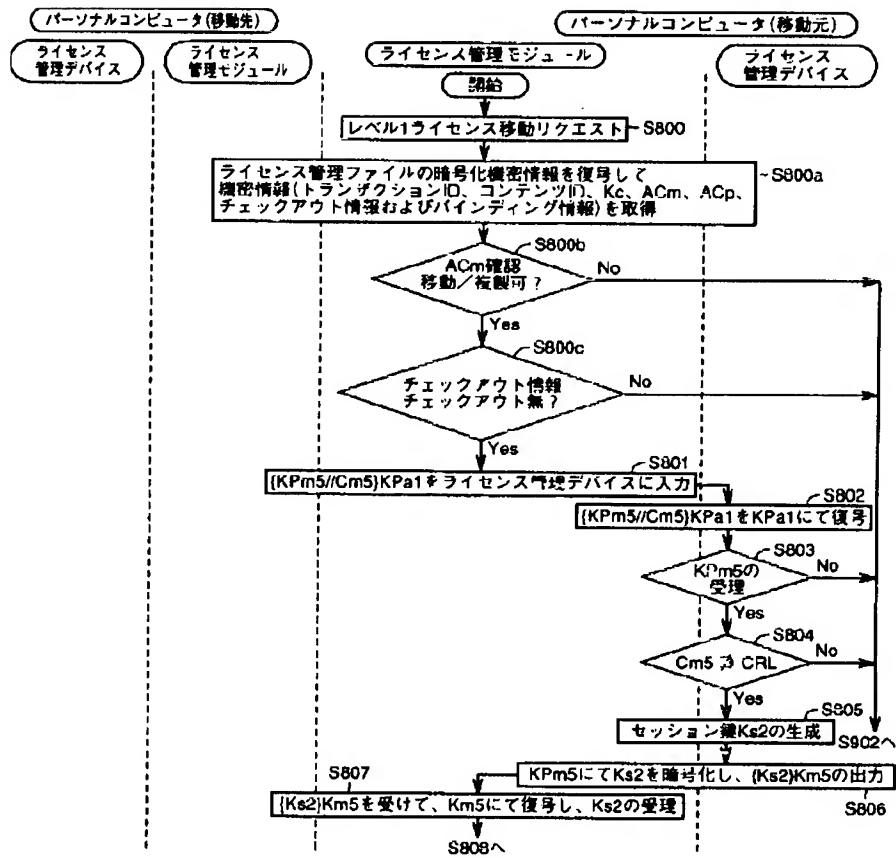 パーソナルコンピュータ(移動先)
パーソナルコンピュータ(移動元)
ライセンス
管理デバイス
ライセンス
管理モジュール
ライセンス管理モジュール
ライセンス
管理デバイス
開始
レベル1ライセンス移動リクエスト
S800
ライセンス管理ファイルの暗号化機密情報を復号して
機密情報(トランザクションID、コンテンツID、Kc、ACm、ACp、
チェックアウト情報およびバインディング情報)を取得
S800a
S800b
ACm確認
移動/複製可?
No
Yes
S800c
チェックアウト情報
チェックアウト無?
No
Yes
S801
{KPm5//Cm5}KPa1をライセンス管理デバイスに入力
S802
{KPm5//Cm5}KPa1をKPa1にて復号
S803
KPm5の
受理
No
Yes
S804
Cm5 ∌ CRL
No
Yes
S805
セッション鍵Ks2の生成
S902へ
KPm5にてKs2を暗号化し、{Ks2}Km5の出力
S806
S807
{Ks2}Km5を受けて、Km5にて復号し、Ks2の受理
S808へ